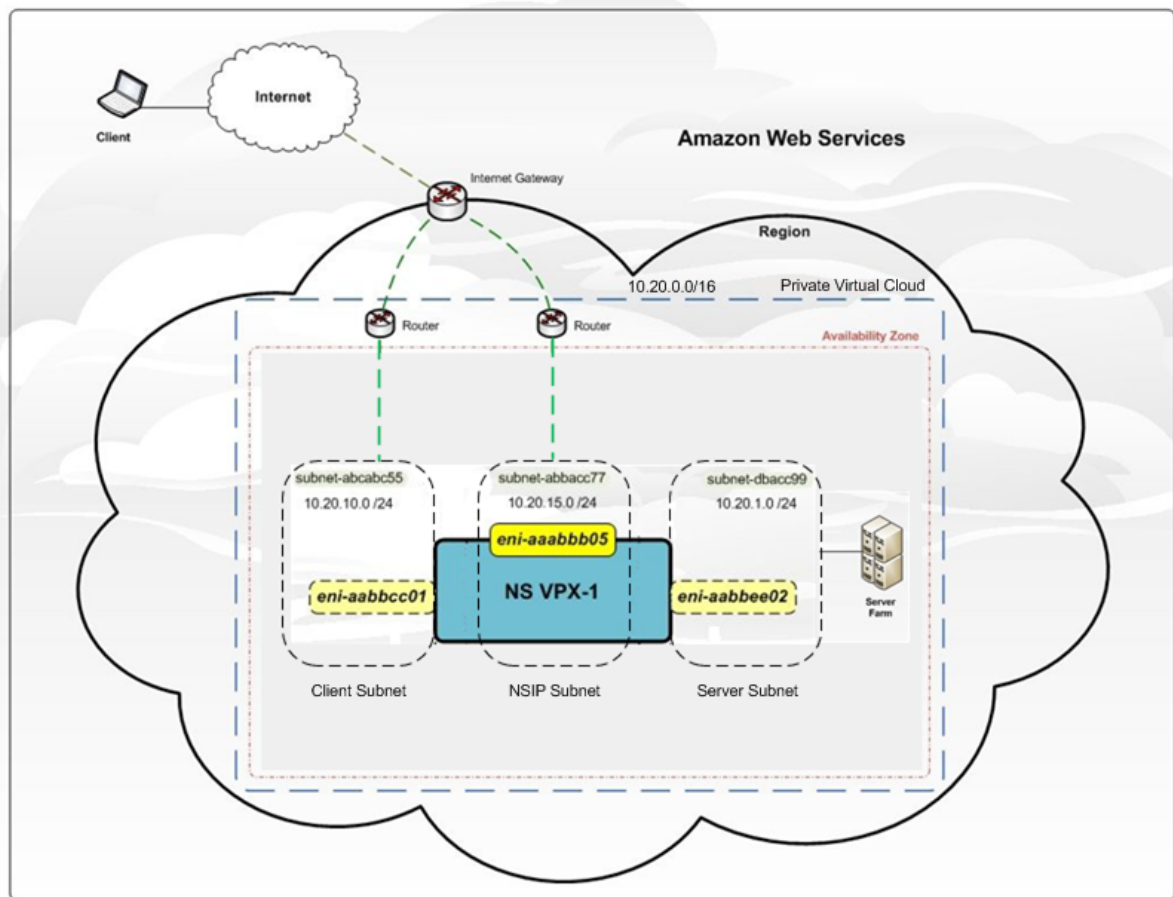 Internet
Client
Amazon Web Services
Internet Gateway
Region
10.20.0.0/16
Private Virtual Cloud
Router
Router
Availability Zone
subnet-abcabc55
10.20.10.0 /24
subnet-abbacc77
10.20.15.0 /24
subnet-dbacc99
10.20.1.0 /24
eni-aaabbb05
eni-aabbcc01
NS VPX-1
eni-aabbee02
Server
Farm
Client Subnet
NSIP Subnet
Server Subnet